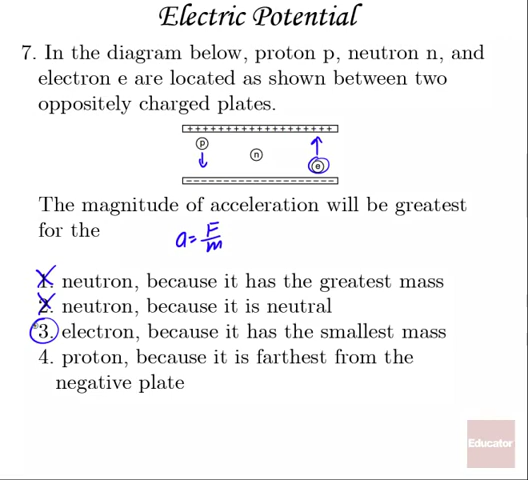 Electric Potential
7. In the diagram below, proton p, neutron n, and
electron e are located as shown between two
oppositely charged plates.
+++++++++++++++++++
p
n
e
-------------------
The magnitude of acceleration will be greatest
for the
a=F/m
1. neutron, because it has the greatest mass
2. neutron, because it is neutral
3. electron, because it has the smallest mass
4. proton, because it is farthest from the
negative plate
Educator